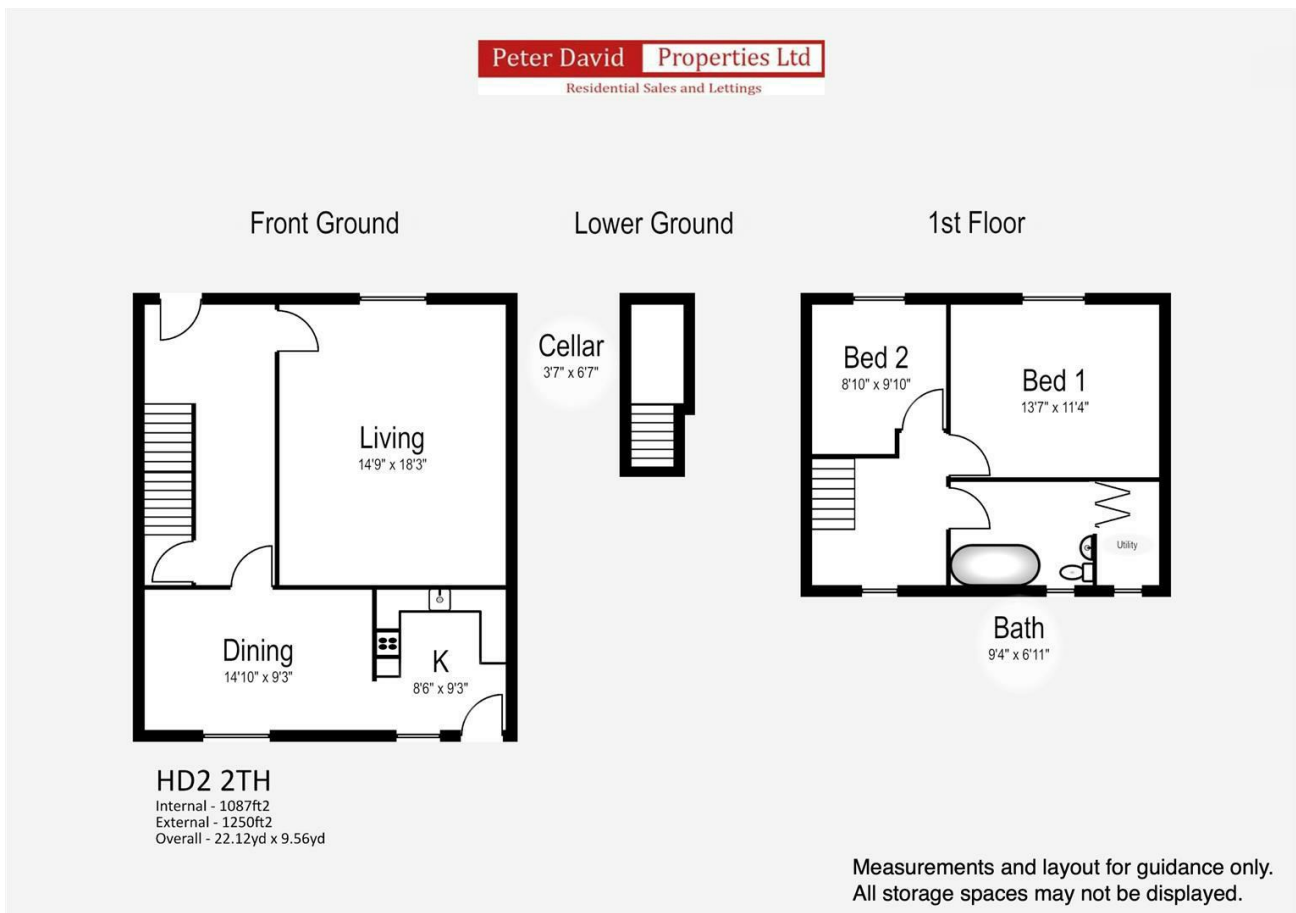 Peter David Properties Ltd
Residential Sales and Lettings
Front Ground
Lower Ground
1st Floor
Living
14'9" x 18'3"
Dining
14'10" x 9'3"
K
8'6" x 9'3"
Cellar
3'7" x 6'7"
Bed 2
8'10" x 9'10"
Bed 1
13'7" x 11'4"
Utility
Bath
9'4" x 6'11"
HD2 2TH
Internal - 1087ft2
External - 1250ft2
Overall - 22.12yd x 9.56yd
Measurements and layout for guidance only.
All storage spaces may not be displayed.